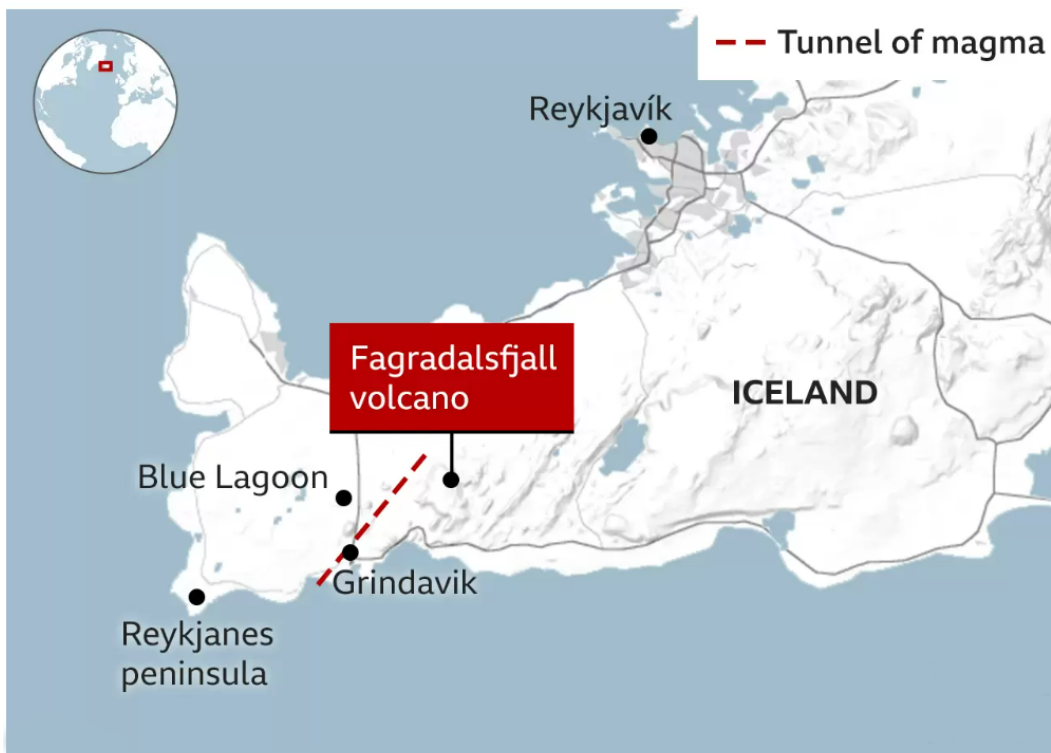 Tunnel of magma
Reykjavík
Fagradalsfjall
volcano
ICELAND
Blue Lagoon
Grindavik
Reykjanes
peninsula